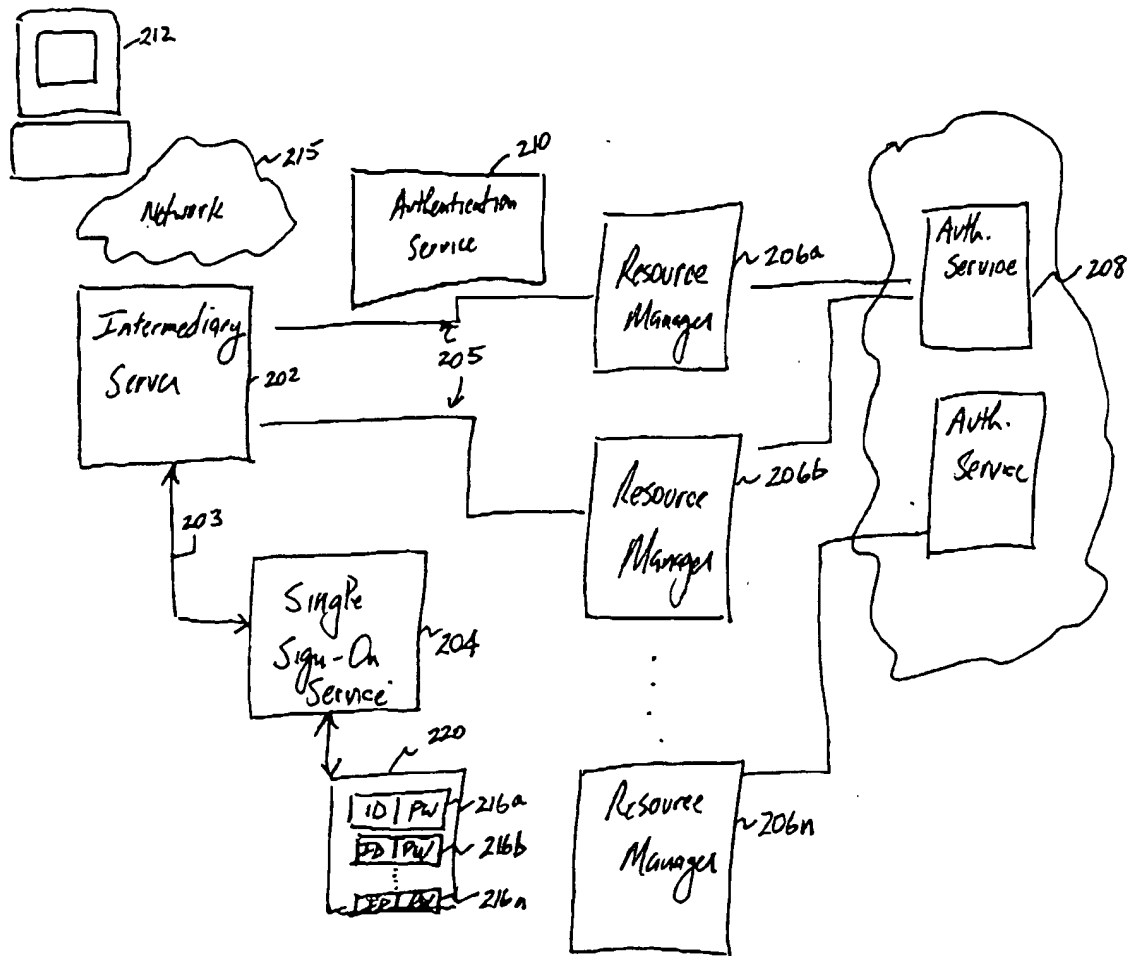 212
215
Network
210
Authentication
Service
Intermediary
Server
202
205
Resource
Manager
206a
Auth.
Service
208
Auth.
Service
Resource
Manager
206b
203
Single
Sign-On
Service
204
220
ID PW
216a
ID PW
216b
216n
Resource
Manager
206n